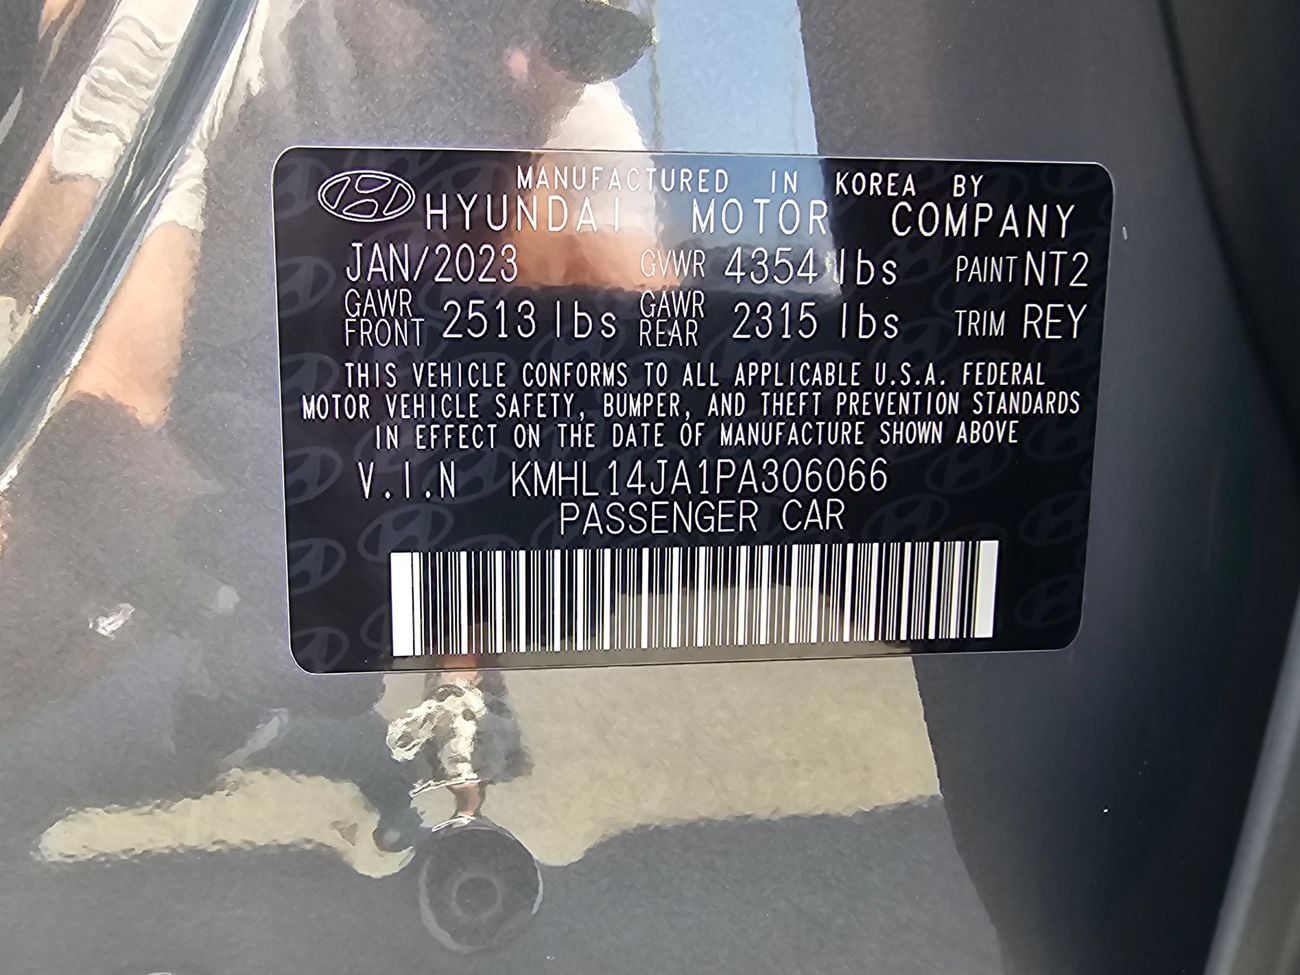 MANUFACTURED IN KOREA BY
HYUNDAI MOTOR COMPANY
JAN/2023 GVWR 4354 lbs PAINT NT2
GAWR FRONT 2513 lbs GAWR REAR 2315 lbs TRIM REY
THIS VEHICLE CONFORMS TO ALL APPLICABLE U.S.A. FEDERAL
MOTOR VEHICLE SAFETY, BUMPER, AND THEFT PREVENTION STANDARDS
IN EFFECT ON THE DATE OF MANUFACTURE SHOWN ABOVE
V.I.N KMHL14JA1PA306066
PASSENGER CAR